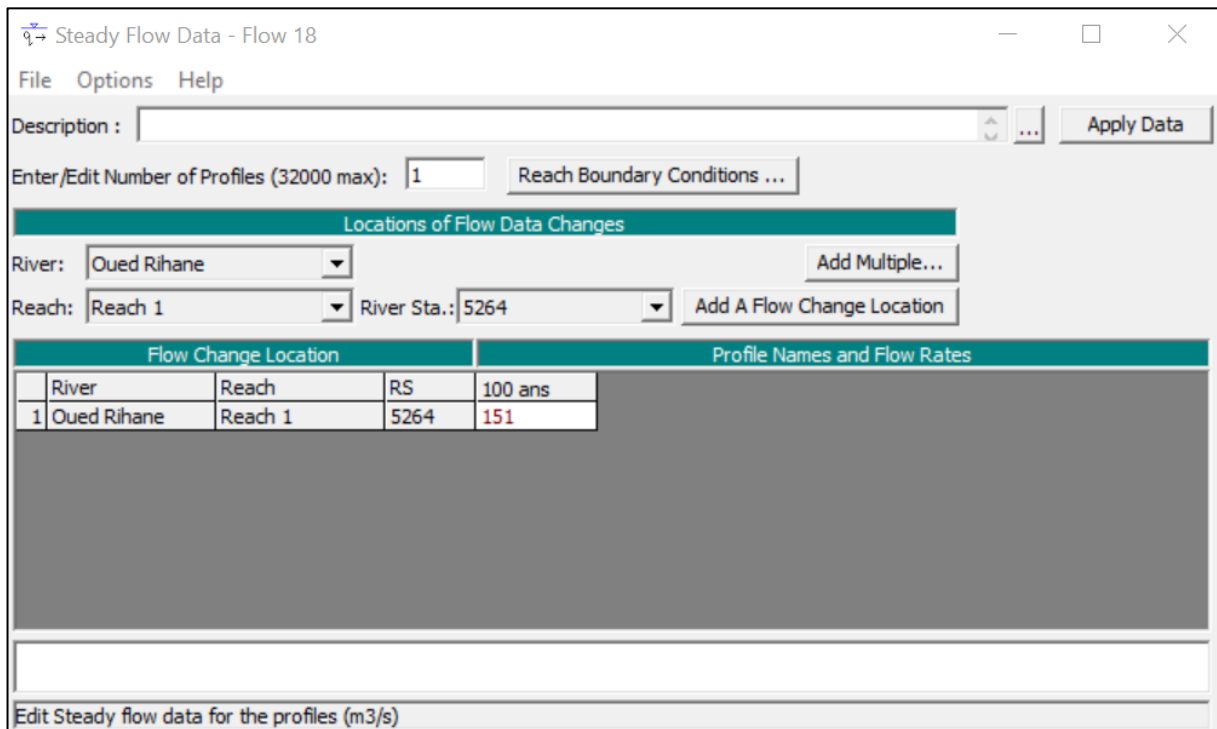 Steady Flow Data - Flow 18
File Options Help
Description : ... Apply Data
Enter/Edit Number of Profiles (32000 max): 1 Reach Boundary Conditions ...
Locations of Flow Data Changes
River: Oued Rihane Add Multiple...
Reach: Reach 1 River Sta.: 5264 Add A Flow Change Location
Flow Change Location Profile Names and Flow Rates
River Reach RS 100 ans
1 Oued Rihane Reach 1 5264 151
Edit Steady flow data for the profiles (m3/s)